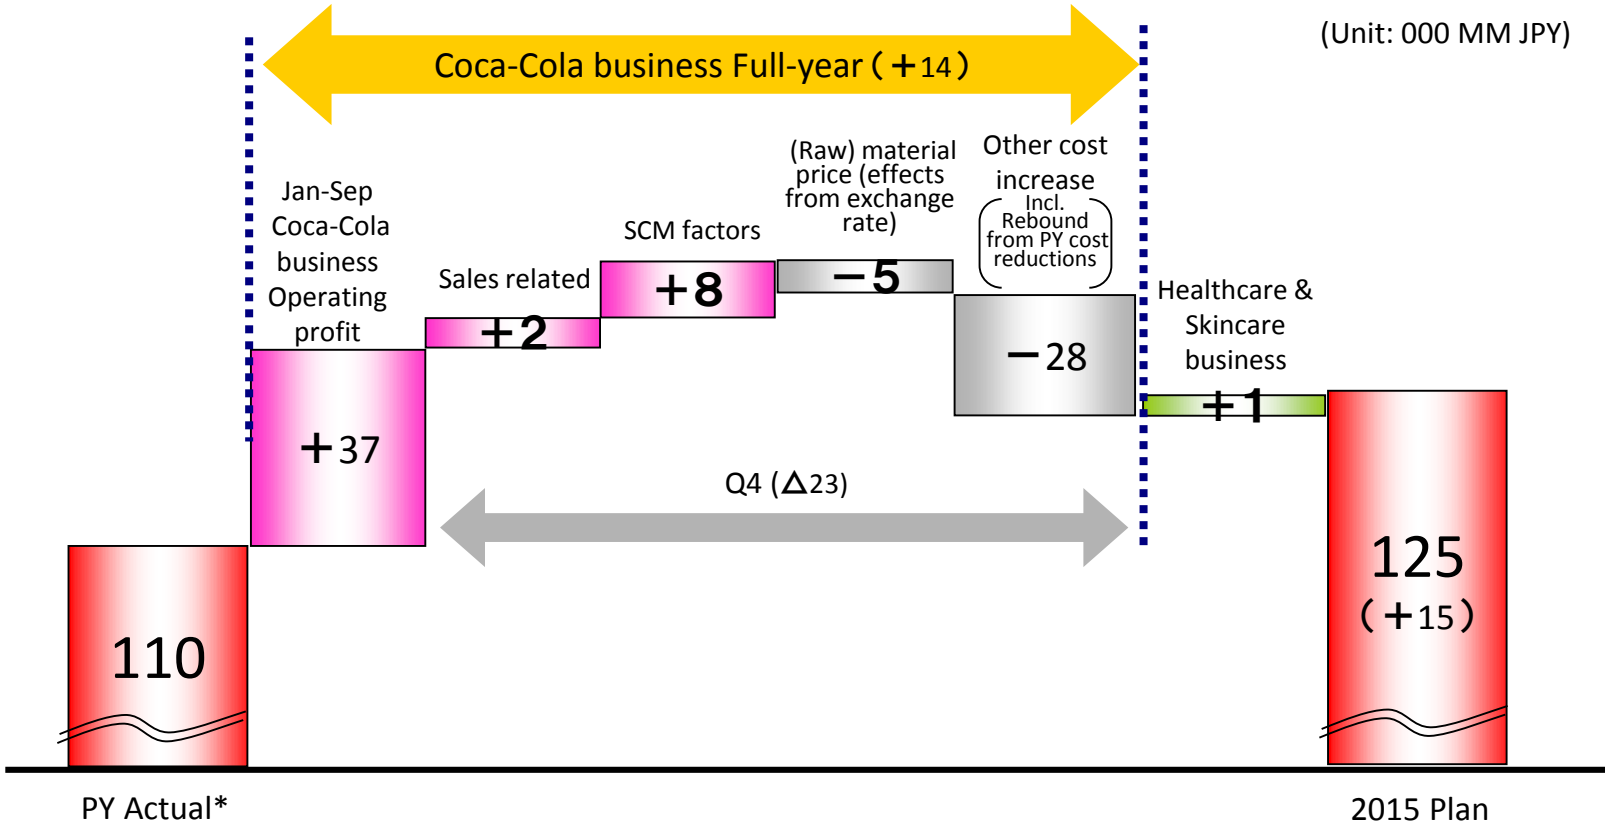 (Unit: 000 MM JPY)
Coca-Cola business Full-year (+14)
Jan-Sep
Coca-Cola
business
Operating
profit
+37
Sales related
+2
SCM factors
+8
(Raw) material
price (effects
from exchange
rate)
−5
Other cost
increase
Incl.
Rebound
from PY cost
reductions
−28
Healthcare &
Skincare
business
+1
Q4 (△23)
110
125
(+15)
PY Actual*
2015 Plan